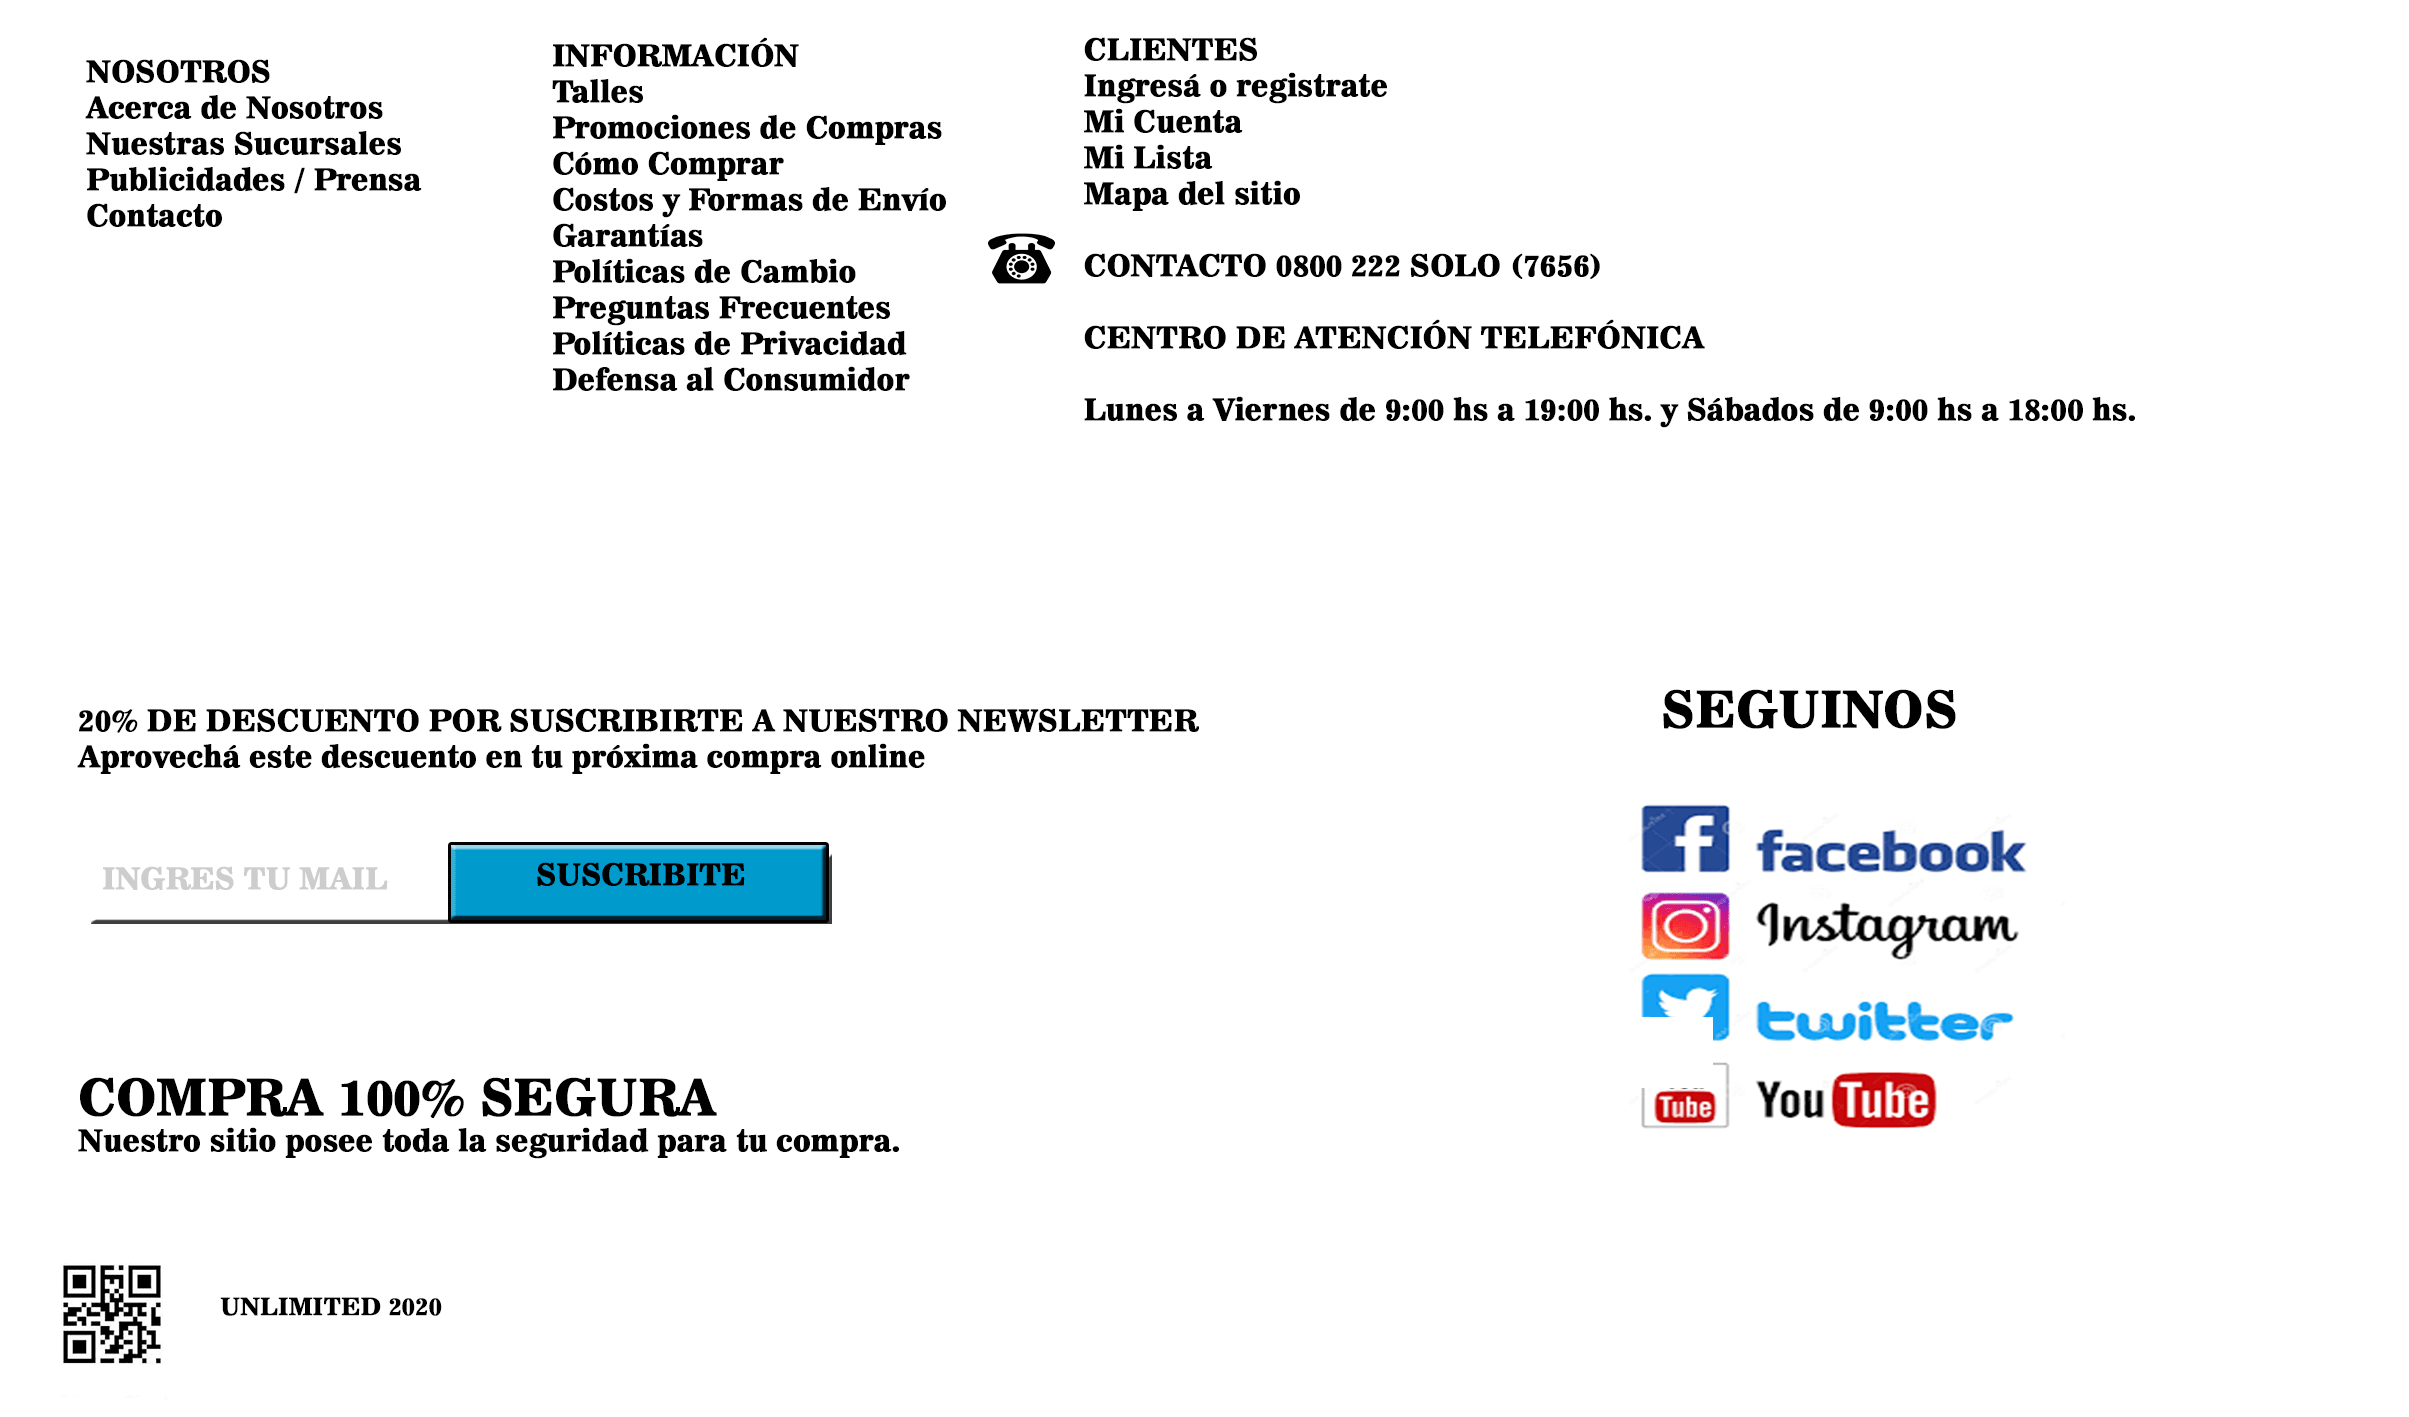 NOSOTROS
Acerca de Nosotros
Nuestras Sucursales
Publicidades / Prensa
Contacto
INFORMACIÓN
Talles
Promociones de Compras
Cómo Comprar
Costos y Formas de Envío
Garantías
Políticas de Cambio
Preguntas Frecuentes
Políticas de Privacidad
Defensa al Consumidor
CLIENTES
Ingresá o registrate
Mi Cuenta
Mi Lista
Mapa del sitio
CONTACTO 0800 222 SOLO (7656)
CENTRO DE ATENCIÓN TELEFÓNICA
Lunes a Viernes de 9:00 hs a 19:00 hs. y Sábados de 9:00 hs a 18:00 hs.
20% DE DESCUENTO POR SUSCRIBIRTE A NUESTRO NEWSLETTER
Aprovechá este descuento en tu próxima compra online
INGRES TU MAIL
SUSCRIBITE
COMPRA 100% SEGURA
Nuestro sitio posee toda la seguridad para tu compra.
UNLIMITED 2020
SEGUINOS
f facebook
Instagram
twitter
Tube YouTube